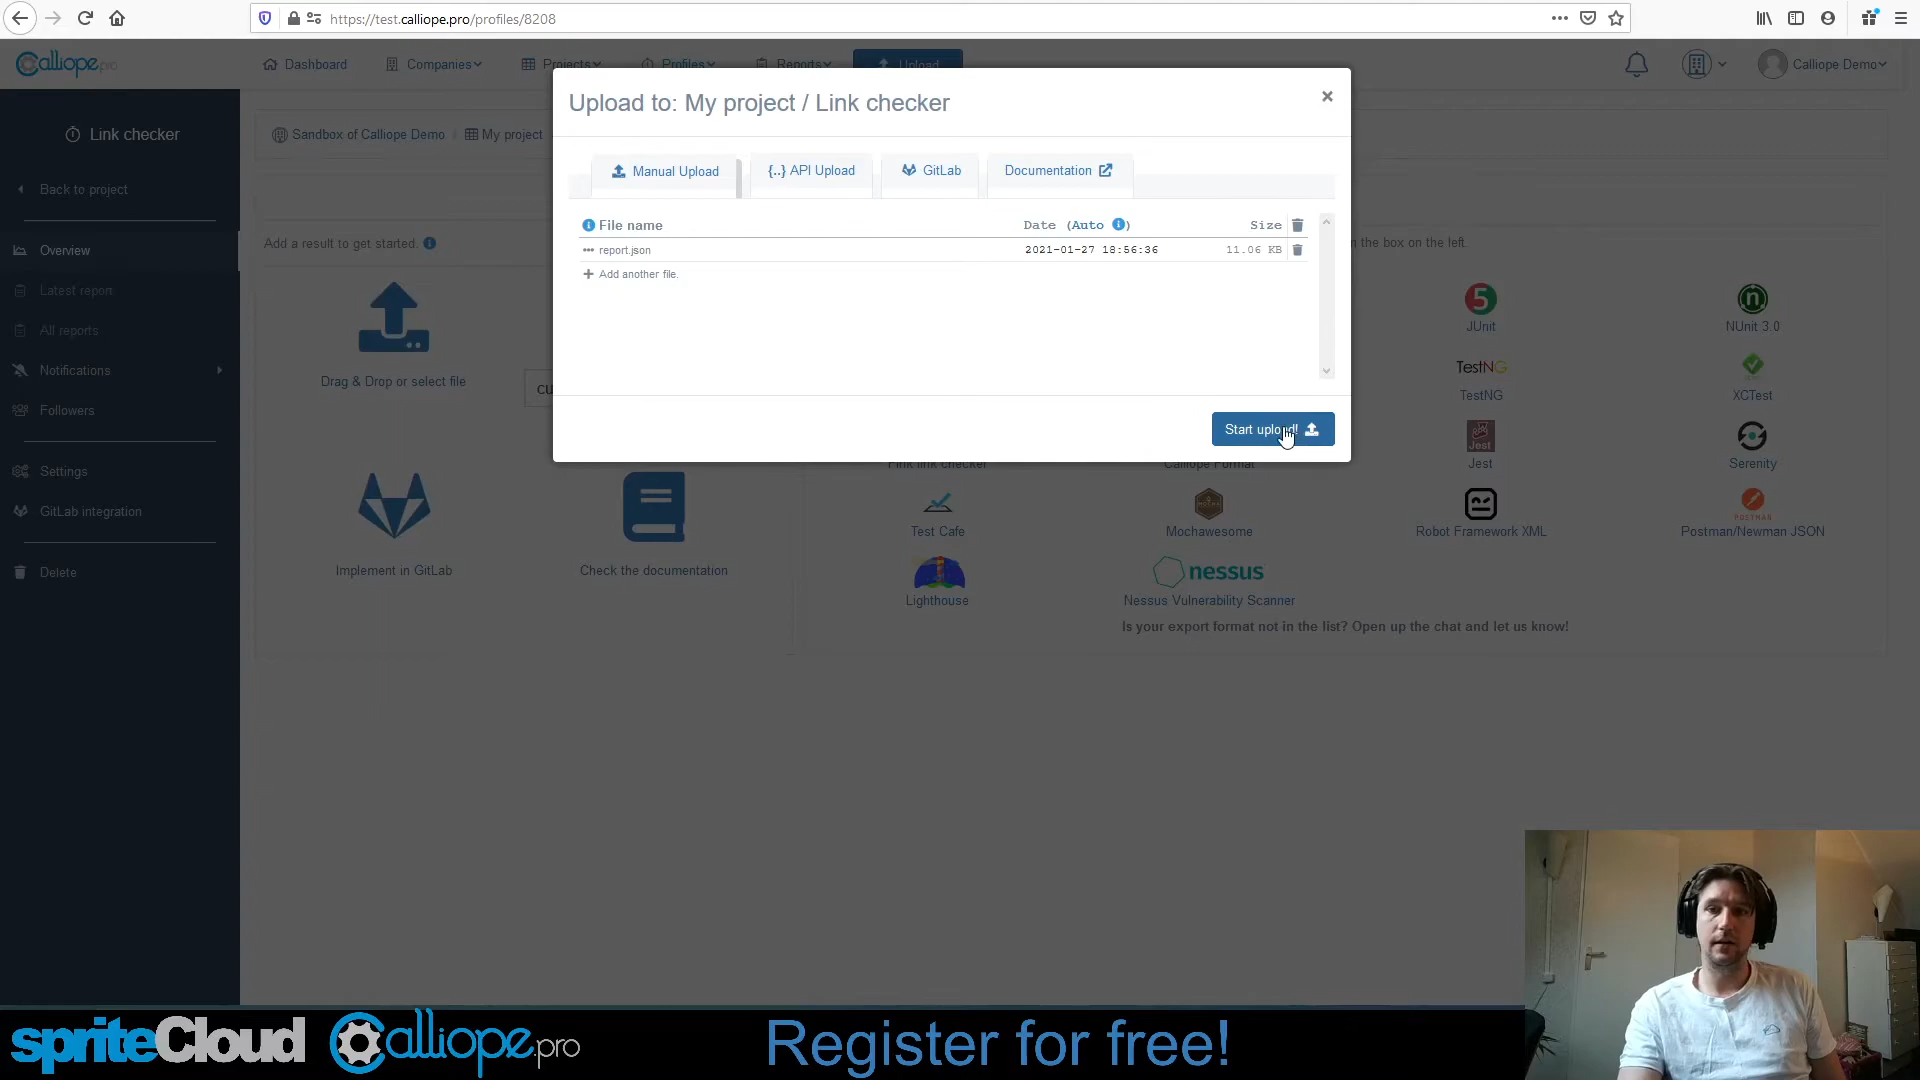 https://test.calliope.pro/profiles/8208
Calliope.pro
Dashboard
Companies
Projects
Profiles
Reports
Upload
Calliope Demo
Link checker
Back to project
Overview
Latest report
All reports
Notifications
Followers
Settings
GitLab integration
Delete
Sandbox of Calliope Demo / My project
Add a result to get started.
Drag & Drop or select file
Implement in GitLab
Check the documentation
Upload to: My project / Link checker
×
Manual Upload
{..} API Upload
GitLab
Documentation
File name Date (Auto ) Size
report.json 2021-01-27 18:56:36 11.06 KB
+ Add another file.
Start upload!
n the box on the left.
JUnit
NUnit 3.0
TestNG
TestNG
XCTest
Jest
Jest
Serenity
link checker
Calliope Format
Test Cafe
Mochawesome
Robot Framework XML
POSTMAN
Postman/Newman JSON
Lighthouse
nessus
Nessus Vulnerability Scanner
Is your export format not in the list? Open up the chat and let us know!
spriteCloud
Calliope.pro
Register for free!